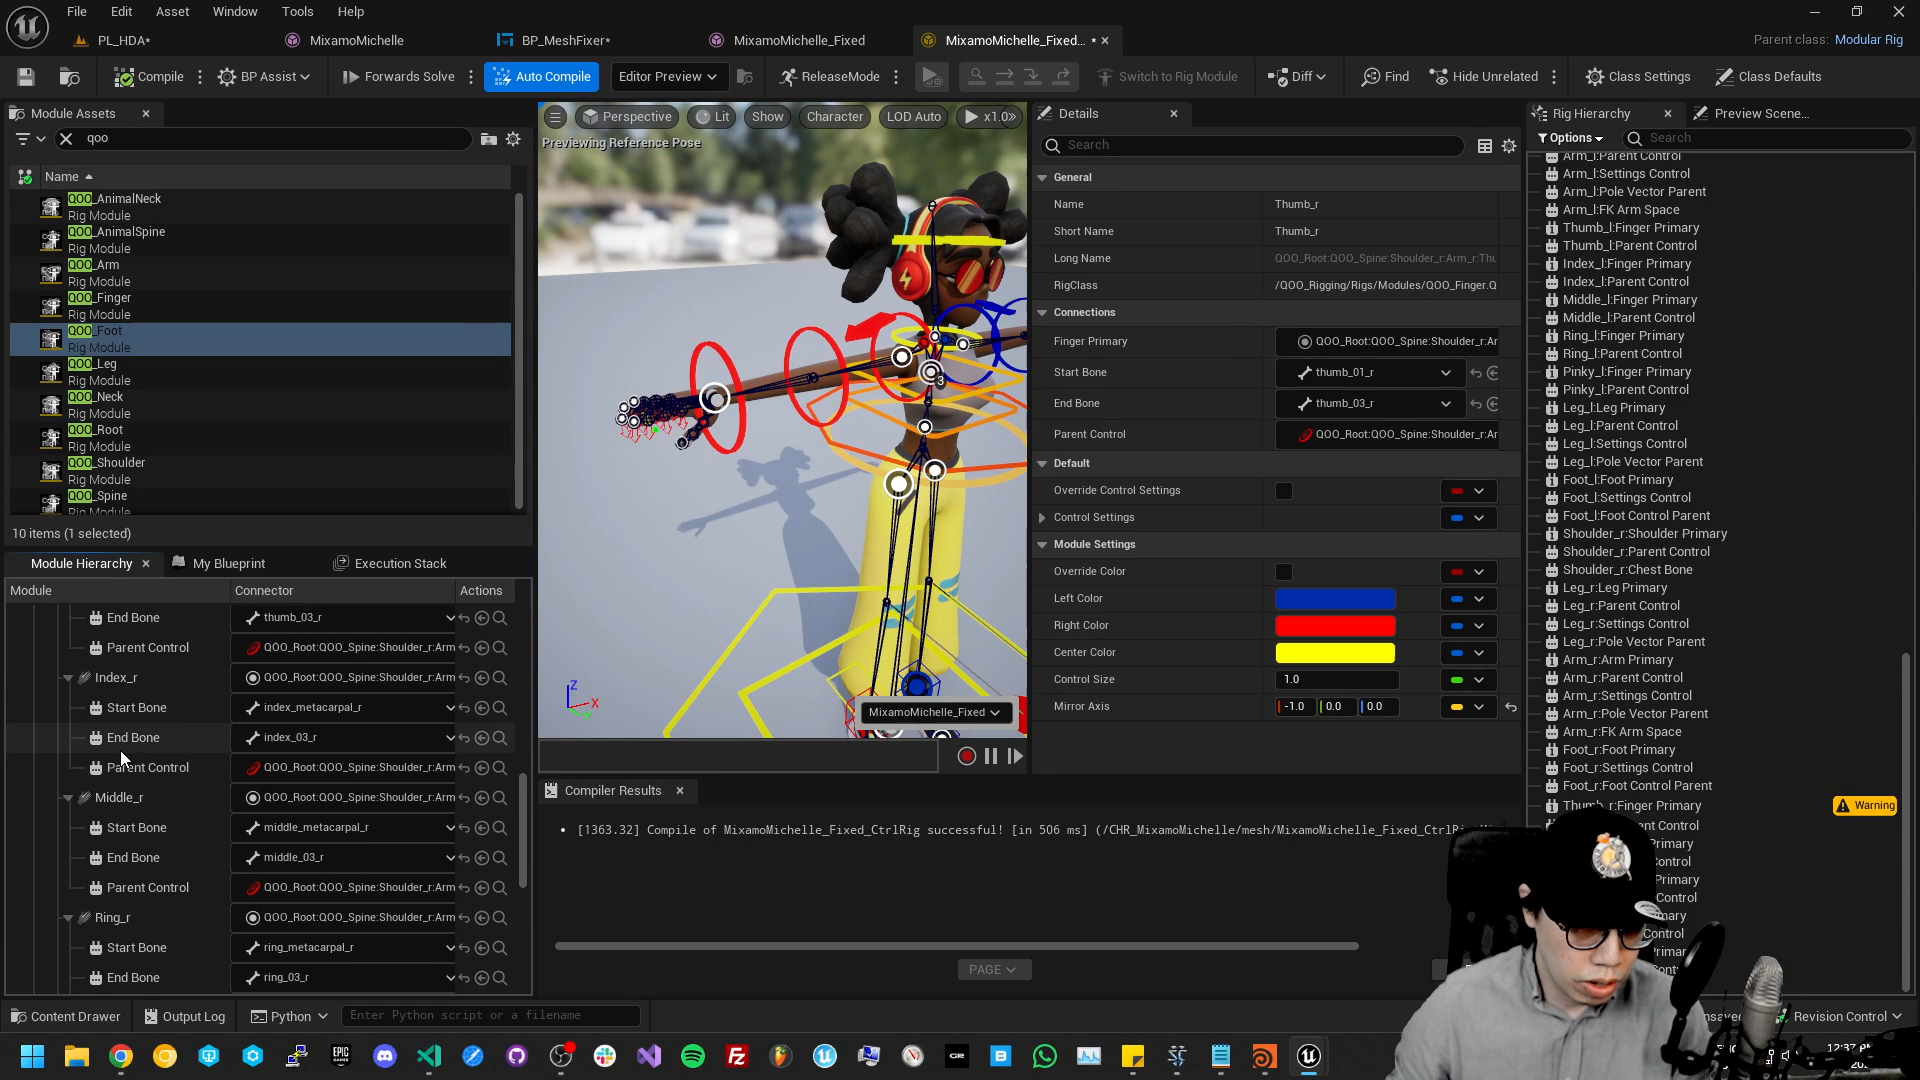 File Edit Asset Window Tools Help
PL_HDA* MixamoMichelle BP_MeshFixer* MixamoMichelle_Fixed MixamoMichelle_Fixed... * Parent class: Modular Rig
Compile BP Assist Forwards Solve Auto Compile Editor Preview ReleaseMode Switch to Rig Module Diff Find Hide Unrelated Class Settings Class Defaults
Module Assets
qoo
Name
QOO_AnimalNeck
Rig Module
QOO_AnimalSpine
Rig Module
QOO_Arm
Rig Module
QOO_Finger
Rig Module
QOO_Foot
Rig Module
QOO_Leg
Rig Module
QOO_Neck
Rig Module
QOO_Root
Rig Module
QOO_Shoulder
Rig Module
QOO_Spine
Rig Module
10 items (1 selected)
Module Hierarchy My Blueprint Execution Stack
Module Connector Actions
End Bone thumb_03_r
Parent Control QOO_Root:QOO_Spine:Shoulder_r:Arm
Index_r QOO_Root:QOO_Spine:Shoulder_r:Arm
Start Bone index_metacarpal_r
End Bone index_03_r
Parent Control QOO_Root:QOO_Spine:Shoulder_r:Arm
Middle_r QOO_Root:QOO_Spine:Shoulder_r:Arm
Start Bone middle_metacarpal_r
End Bone middle_03_r
Parent Control QOO_Root:QOO_Spine:Shoulder_r:Arm
Ring_r QOO_Root:QOO_Spine:Shoulder_r:Arm
Start Bone ring_metacarpal_r
End Bone ring_03_r
Perspective Lit Show Character LOD Auto x1.0
Previewing Reference Pose
3
Z X Y
MixamoMichelle_Fixed
Compiler Results
[1363.32] Compile of MixamoMichelle_Fixed_CtrlRig successful! [in 506 ms] (/CHR_MixamoMichelle/mesh/MixamoMichelle_Fixed_CtrlRig
PAGE
Details
Search
General
Name Thumb_r
Short Name Thumb_r
Long Name QOO_Root:QOO_Spine:Shoulder_r:Arm_r:Thu
RigClass /QOO_Rigging/Rigs/Modules/QOO_Finger.Q
Connections
Finger Primary QOO_Root:QOO_Spine:Shoulder_r:Ar
Start Bone thumb_01_r
End Bone thumb_03_r
Parent Control QOO_Root:QOO_Spine:Shoulder_r:Ar
Default
Override Control Settings
Control Settings
Module Settings
Override Color
Left Color
Right Color
Center Color
Control Size 1.0
Mirror Axis -1.0 0.0 0.0
Rig Hierarchy Preview Scene...
Options Search
Arm_l:Parent Control
Arm_l:Settings Control
Arm_l:Pole Vector Parent
Arm_l:FK Arm Space
Thumb_l:Finger Primary
Thumb_l:Parent Control
Index_l:Finger Primary
Index_l:Parent Control
Middle_l:Finger Primary
Middle_l:Parent Control
Ring_l:Finger Primary
Ring_l:Parent Control
Pinky_l:Finger Primary
Pinky_l:Parent Control
Leg_l:Leg Primary
Leg_l:Parent Control
Leg_l:Settings Control
Leg_l:Pole Vector Parent
Foot_l:Foot Primary
Foot_l:Settings Control
Foot_l:Foot Control Parent
Shoulder_r:Shoulder Primary
Shoulder_r:Parent Control
Shoulder_r:Chest Bone
Leg_r:Leg Primary
Leg_r:Parent Control
Leg_r:Settings Control
Leg_r:Pole Vector Parent
Arm_r:Arm Primary
Arm_r:Parent Control
Arm_r:Settings Control
Arm_r:Pole Vector Parent
Arm_r:FK Arm Space
Foot_r:Foot Primary
Foot_r:Settings Control
Foot_r:Foot Control Parent
Thumb_r:Finger Primary Warning
Control
Control
Control
Control
Content Drawer Output Log Python Enter Python script or a filename Revision Control
EPIC GAMES
12:37